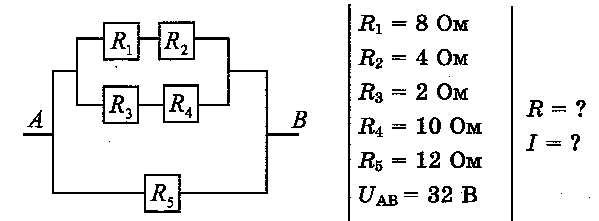 R₁ R₂
R₃ R₄
A B
R₅
R₁ = 8 Ом
R₂ = 4 Ом
R₃ = 2 Ом
R₄ = 10 Ом
R₅ = 12 Ом
U_AB = 32 В
R = ?
I = ?